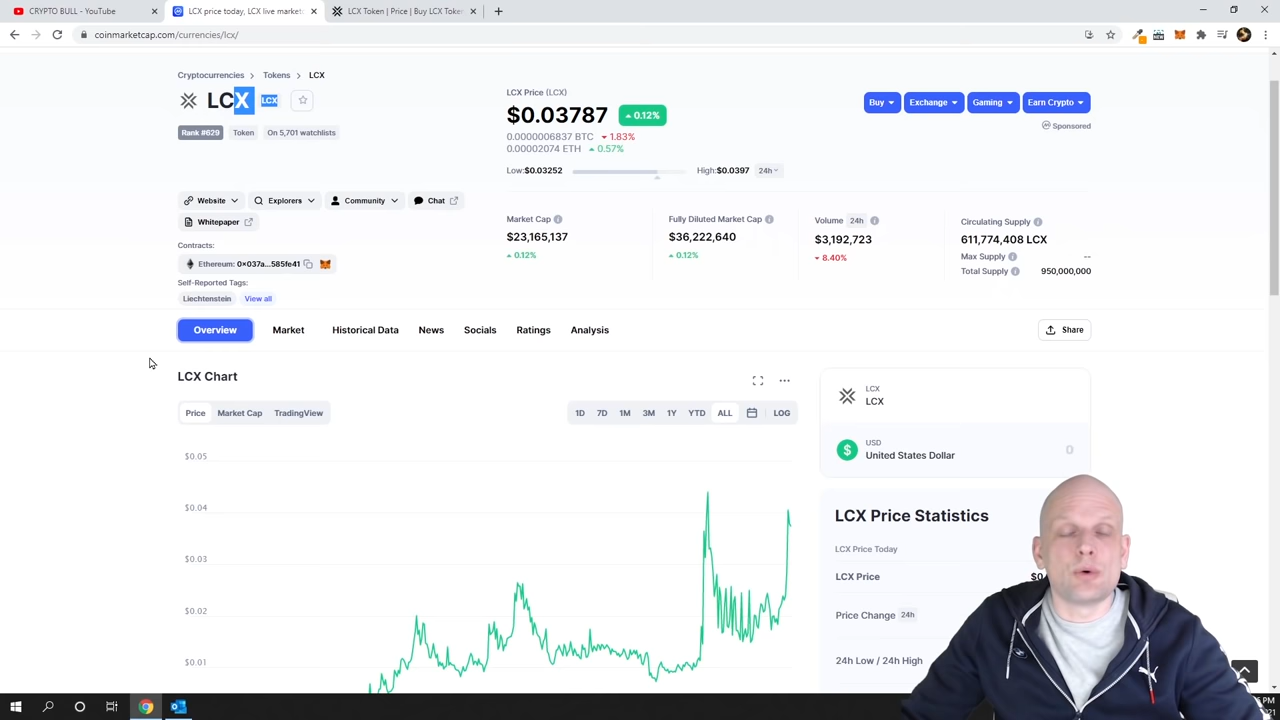 CRYPTO BULL - YouTube
LCX price today, LCX live market
LCX Token | Price | Buy LCX Token
coinmarketcap.com/currencies/lcx/
Cryptocurrencies > Tokens > LCX
LCX LCX
Rank #629 Token On 5,701 watchlists
Website Explorers Community Chat
Whitepaper
Contracts:
Ethereum: 0x037a...585fe41
Self-Reported Tags:
Liechtenstein View all
LCX Price (LCX)
$0.03787 0.12%
0.0000006837 BTC 1.83%
0.00002074 ETH 0.57%
Low: $0.03252 High: $0.0397 24h
Buy Exchange Gaming Earn Crypto
Sponsored
Market Cap
$23,165,137
0.12%
Fully Diluted Market Cap
$36,222,640
0.12%
Volume 24h
$3,192,723
8.40%
Circulating Supply
611,774,408 LCX
Max Supply --
Total Supply 950,000,000
Overview Market Historical Data News Socials Ratings Analysis
Share
LCX Chart
Price Market Cap TradingView
1D 7D 1M 3M 1Y YTD ALL LOG
$0.05
$0.04
$0.03
$0.02
$0.01
LCX
LCX
USD
United States Dollar
0
LCX Price Statistics
LCX Price Today
LCX Price
Price Change 24h
24h Low / 24h High